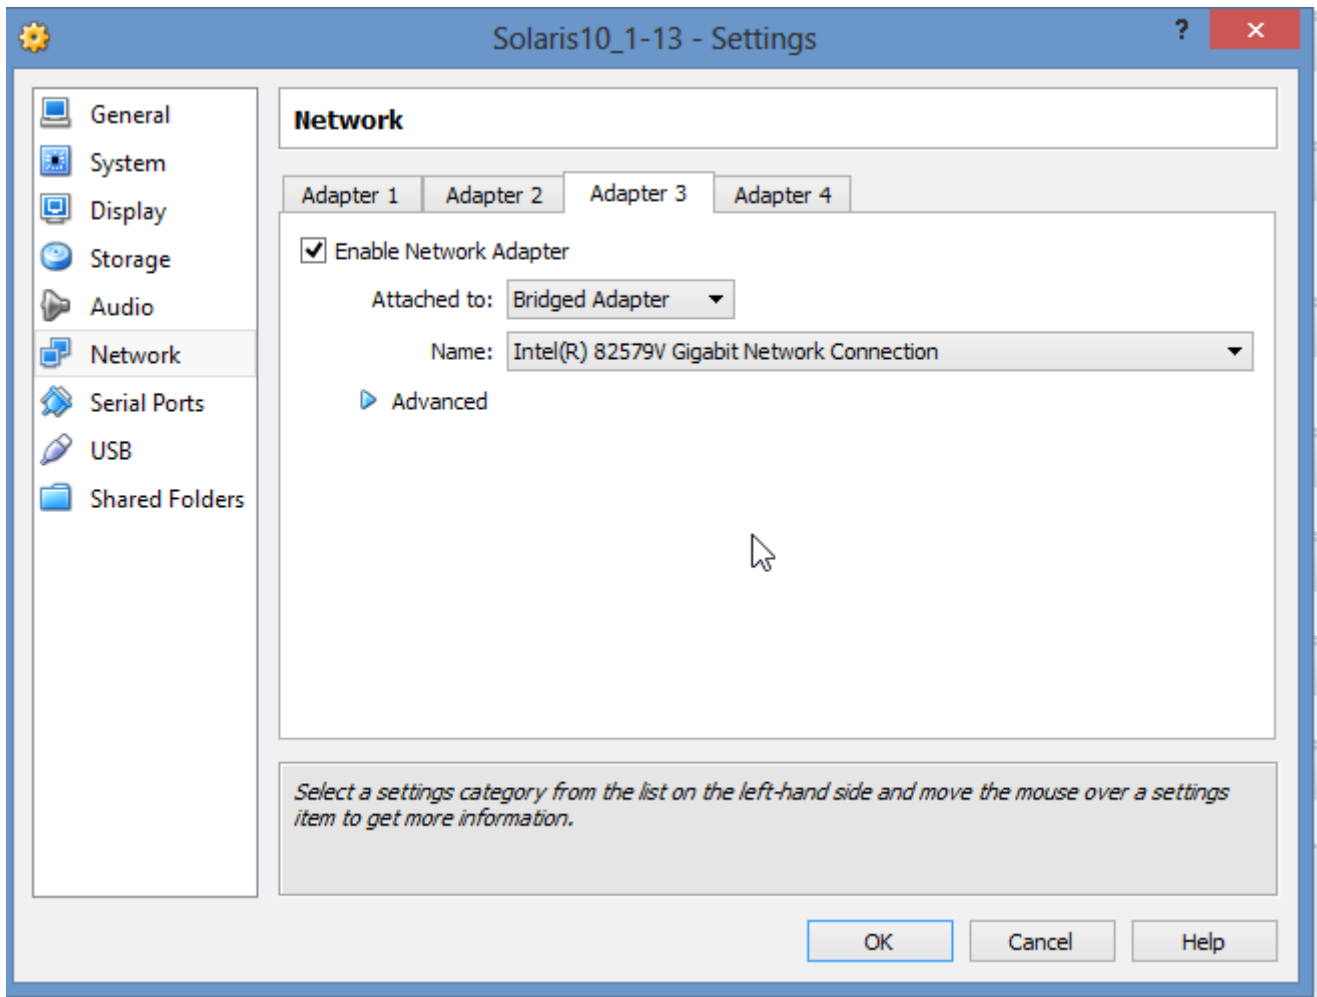 Solaris10_1-13 - Settings
?
General
System
Display
Storage
Audio
Network
Serial Ports
USB
Shared Folders
Network
Adapter 1
Adapter 2
Adapter 3
Adapter 4
Enable Network Adapter
Attached to: Bridged Adapter
Name: Intel(R) 82579V Gigabit Network Connection
Advanced
Select a settings category from the list on the left-hand side and move the mouse over a settings
item to get more information.
OK
Cancel
Help